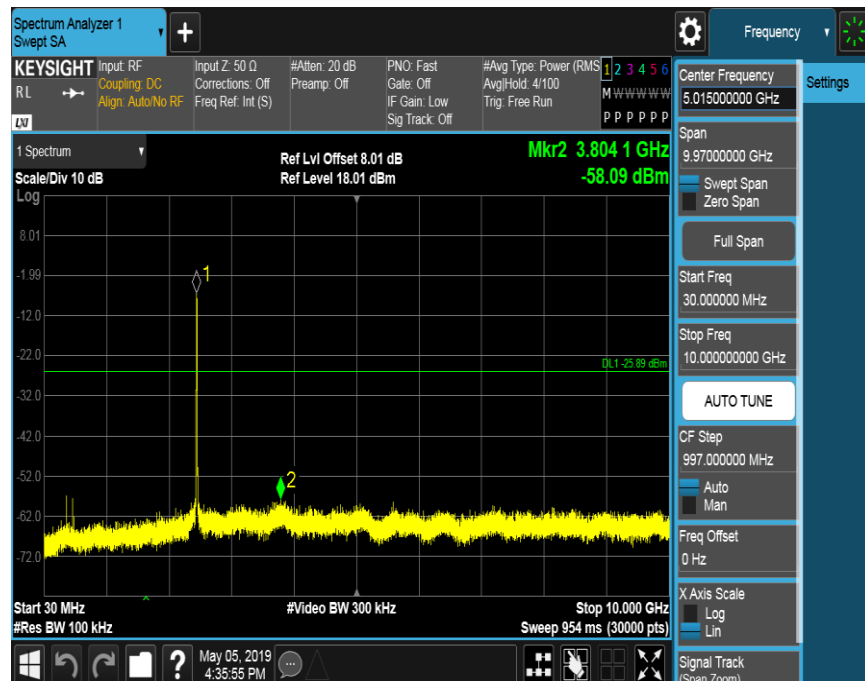 Spectrum Analyzer 1
Swept SA
+
Frequency
KEYSIGHT
RL
LXI
Input: RF
Coupling: DC
Align: Auto/No RF
Input Z: 50 Ω
Corrections: Off
Freq Ref: Int (S)
#Atten: 20 dB
Preamp: Off
PNO: Fast
Gate: Off
IF Gain: Low
Sig Track: Off
#Avg Type: Power (RMS
Avg|Hold: 4/100
Trig: Free Run
1 2 3 4 5 6
M W W W W W
P P P P P P
1 Spectrum
Scale/Div 10 dB
Ref Lvl Offset 8.01 dB
Ref Level 18.01 dBm
Mkr2 3.804 1 GHz
-58.09 dBm
Log
8.01
-1.99
-12.0
-22.0
-32.0
-42.0
-52.0
-62.0
-72.0
1
2
DL1 -25.89 dBm
Start 30 MHz
#Res BW 100 kHz
#Video BW 300 kHz
Stop 10.000 GHz
Sweep 954 ms (30000 pts)
?
May 05, 2019
4:35:55 PM
Center Frequency
5.015000000 GHz
Span
9.97000000 GHz
Swept Span
Zero Span
Full Span
Start Freq
30.000000 MHz
Stop Freq
10.000000000 GHz
AUTO TUNE
CF Step
997.000000 MHz
Auto
Man
Freq Offset
0 Hz
X Axis Scale
Log
Lin
Signal Track
(Span Zoom)
Settings